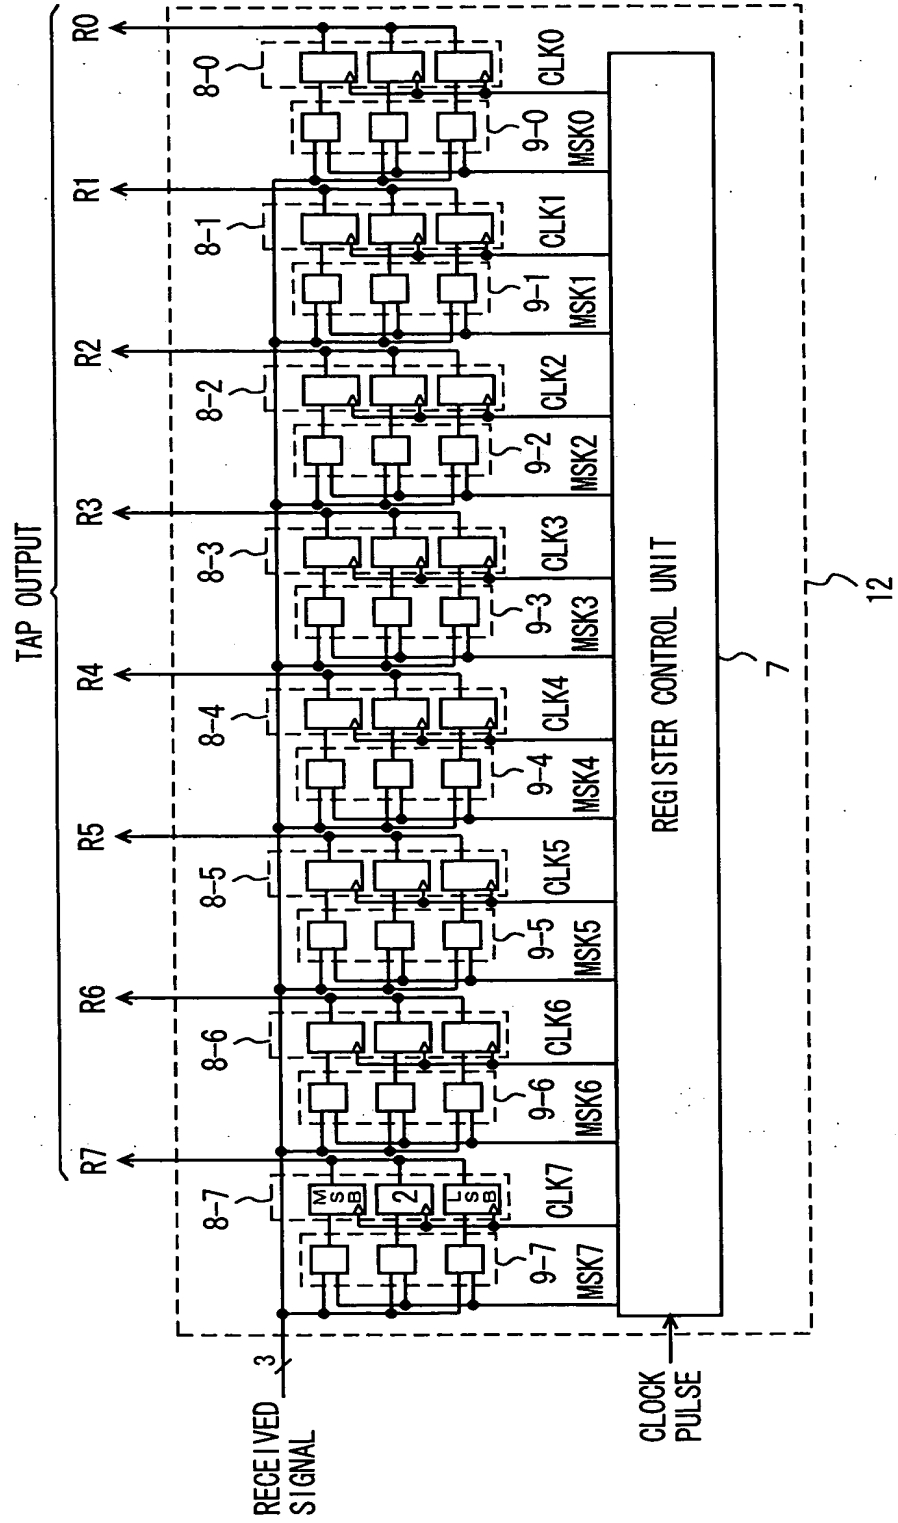 TAP OUTPUT
R7
R6
R5
R4
R3
R2
R1
R0
8-7
8-6
8-5
8-4
8-3
8-2
8-1
8-0
RECEIVED
SIGNAL
3
MSB
2
LSB
9-7
9-6
9-5
9-4
9-3
9-2
9-1
9-0
MSK7
CLK7
MSK6
CLK6
MSK5
CLK5
MSK4
CLK4
MSK3
CLK3
MSK2
CLK2
MSK1
CLK1
MSK0
CLK0
CLOCK
PULSE
REGISTER CONTROL UNIT
7
12